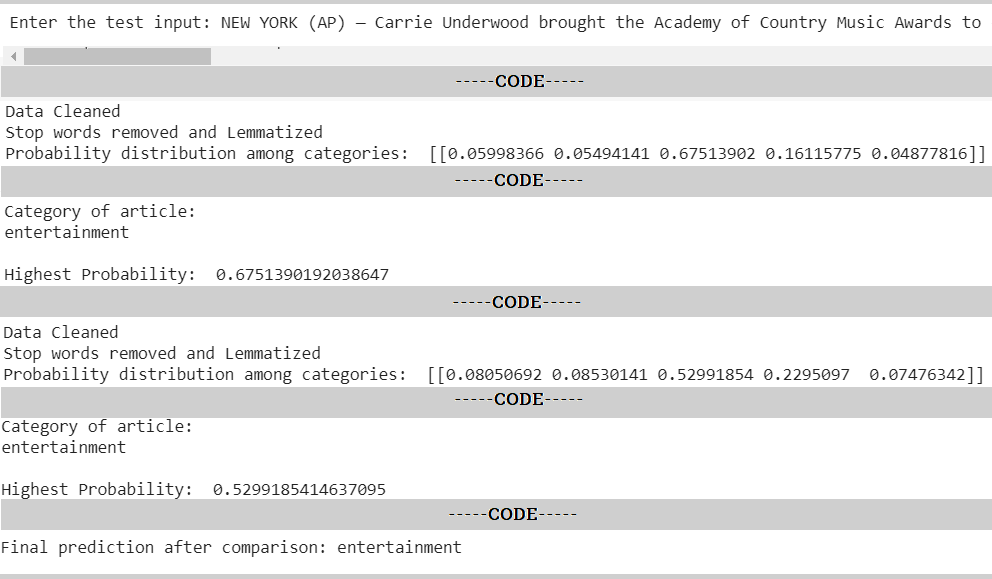 Enter the test input: NEW YORK (AP) — Carrie Underwood brought the Academy of Country Music Awards to
-----CODE-----
Data Cleaned
Stop words removed and Lemmatized
Probability distribution among categories:  [[0.05998366 0.05494141 0.67513902 0.16115775 0.04877816]]
-----CODE-----
Category of article:
entertainment
Highest Probability:  0.6751390192038647
-----CODE-----
Data Cleaned
Stop words removed and Lemmatized
Probability distribution among categories:  [[0.08050692 0.08530141 0.52991854 0.2295097  0.07476342]]
-----CODE-----
Category of article:
entertainment
Highest Probability:  0.5299185414637095
-----CODE-----
Final prediction after comparison: entertainment